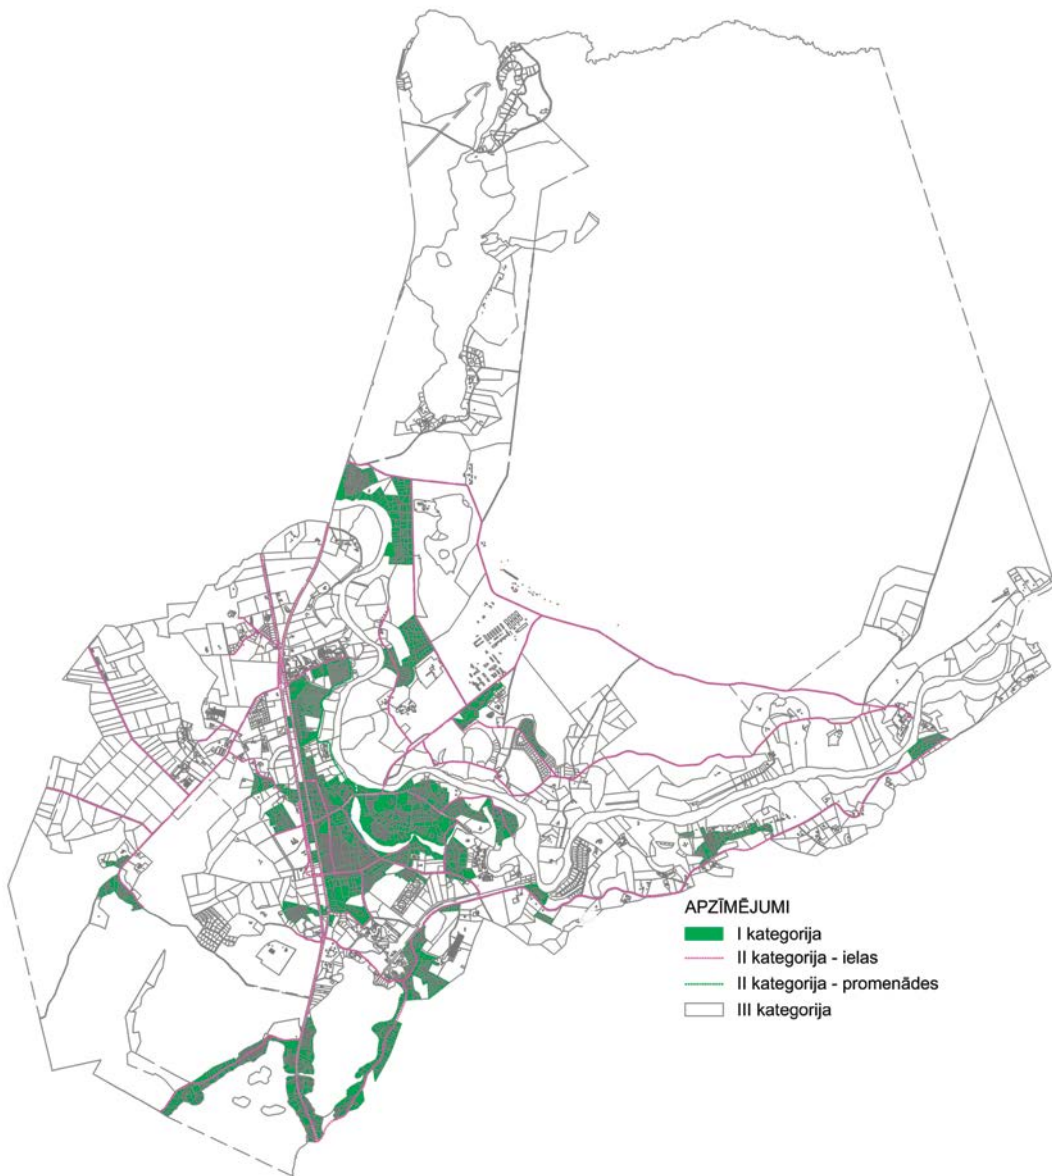 APZĪMĒJUMI
I kategorija
II kategorija - ielas
II kategorija - promenādes
III kategorija